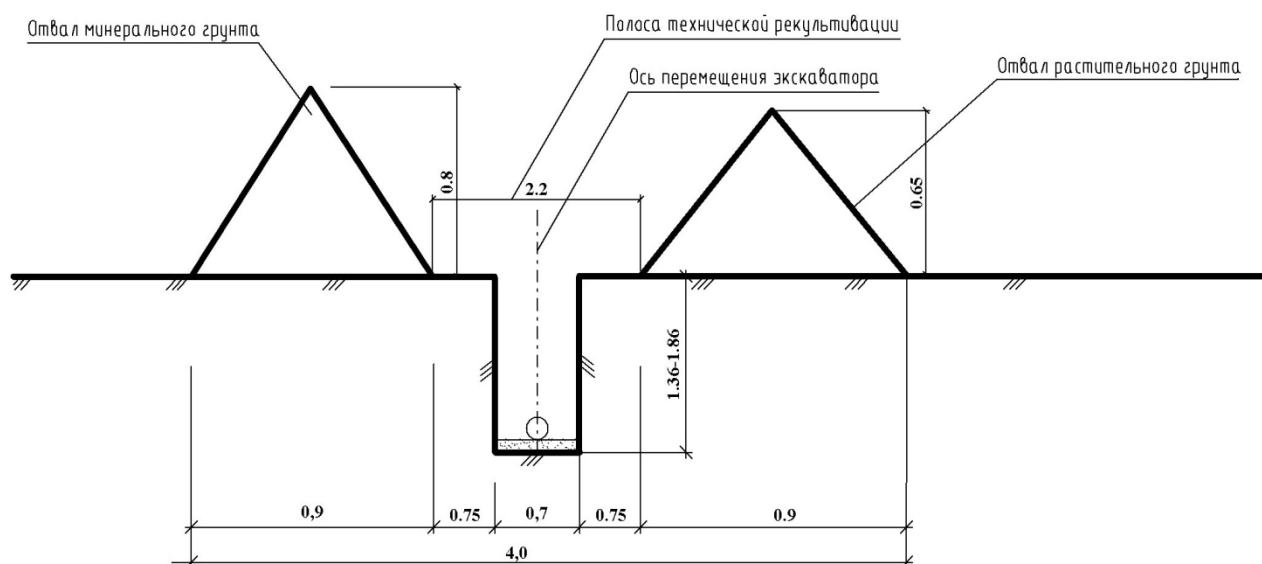 Отвал минерального грунта
Полоса технической рекультивации
Ось перемещения экскаватора
Отвал растительного грунта
0.8
2.2
0.65
1.36-1.86
0,9
0.75
0,7
0.75
0.9
4,0